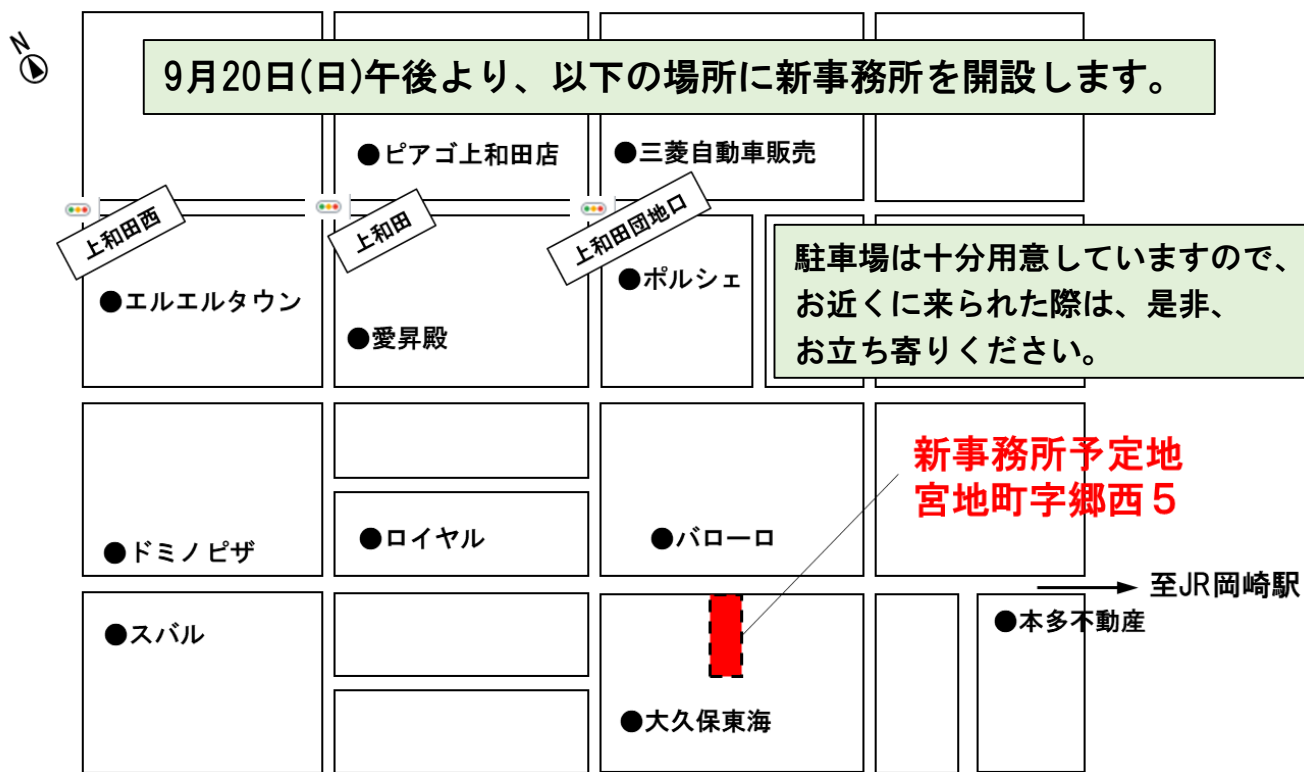 N
9月20日(日)午後より、以下の場所に新事務所を開設します。
●ピアゴ上和田店
●三菱自動車販売
上和田西
上和田
上和田団地口
●エルエルタウン
●愛昇殿
●ポルシェ
駐車場は十分用意していますので、
お近くに来られた際は、是非、
お立ち寄りください。
新事務所予定地
宮地町字郷西5
●ドミノピザ
●ロイヤル
●バローロ
至JR岡崎駅
●スバル
●本多不動産
●大久保東海